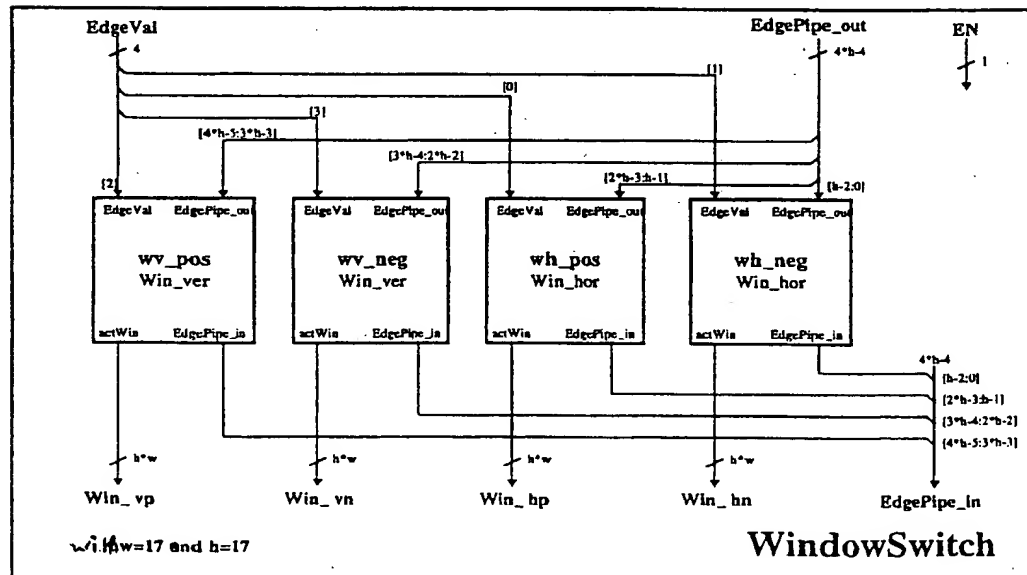 EdgeVal EdgePipe_out EN
4 4*h-4 1
[1]
[0]
[3]
[4*h-5:3*h-3]
[3*h-4:2*h-2]
[2*h-3:h-1]
[2] [h-2:0]
EdgeVal EdgePipe_out EdgeVal EdgePipe_out EdgeVal EdgePipe_out EdgeVal EdgePipe_out
wv_pos wv_neg wh_pos wh_neg
Win_ver Win_ver Win_hor Win_hor
actWin EdgePipe_in actWin EdgePipe_in actWin EdgePipe_in actWin EdgePipe_in
4*h-4
[h-2:0]
[2*h-3:h-1]
[3*h-4:2*h-2]
[4*h-5:3*h-3]
h*w h*w h*w h*w
Win_vp Win_vn Win_hp Win_hn EdgePipe_in
with w=17 and h=17
WindowSwitch